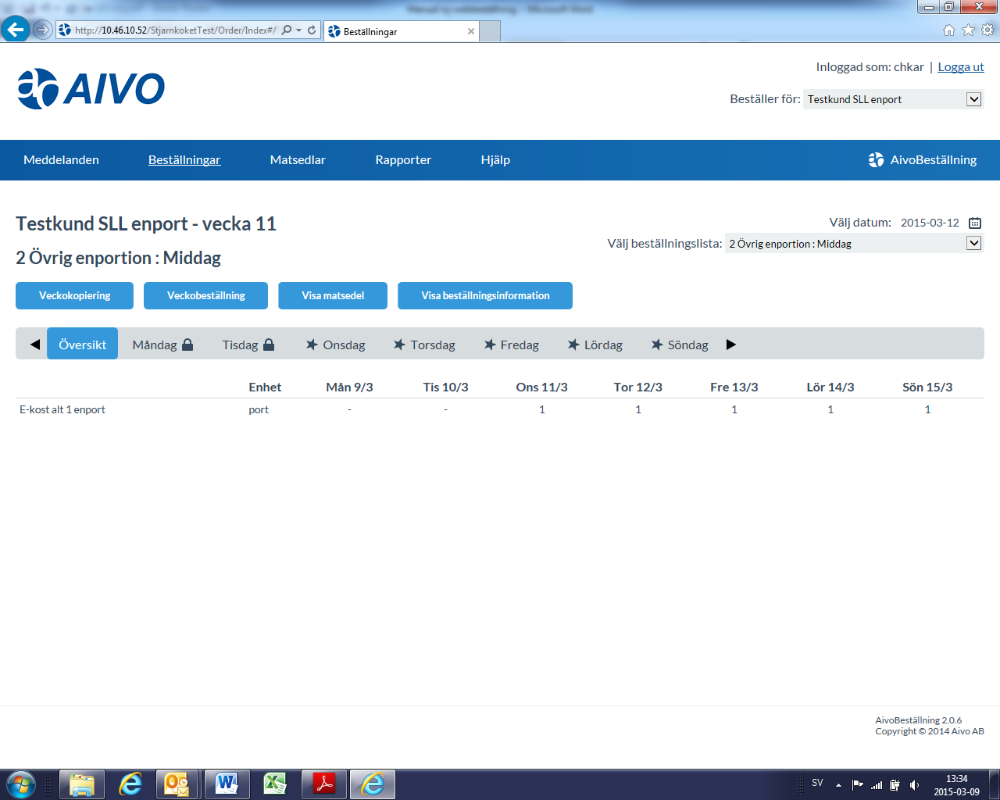 Manual ny webbeställning - Microsoft Word
http://10.46.10.52/StjarnkoketTest/Order/Index#/
Beställningar
AIVO
Inloggad som: chkar | Logga ut
Beställer för: Testkund SLL enport
Meddelanden Beställningar Matsedlar Rapporter Hjälp AivoBeställning
Testkund SLL enport - vecka 11
Välj datum: 2015-03-12
Välj beställningslista: 2 Övrig enportion : Middag
2 Övrig enportion : Middag
Veckokopiering Veckobeställning Visa matsedel Visa beställningsinformation
Översikt Måndag Tisdag Onsdag Torsdag Fredag Lördag Söndag
Enhet Mån 9/3 Tis 10/3 Ons 11/3 Tor 12/3 Fre 13/3 Lör 14/3 Sön 15/3
E-kost alt 1 enport port - - 1 1 1 1 1
AivoBeställning 2.0.6
Copyright © 2014 Aivo AB
SV
13:34
2015-03-09